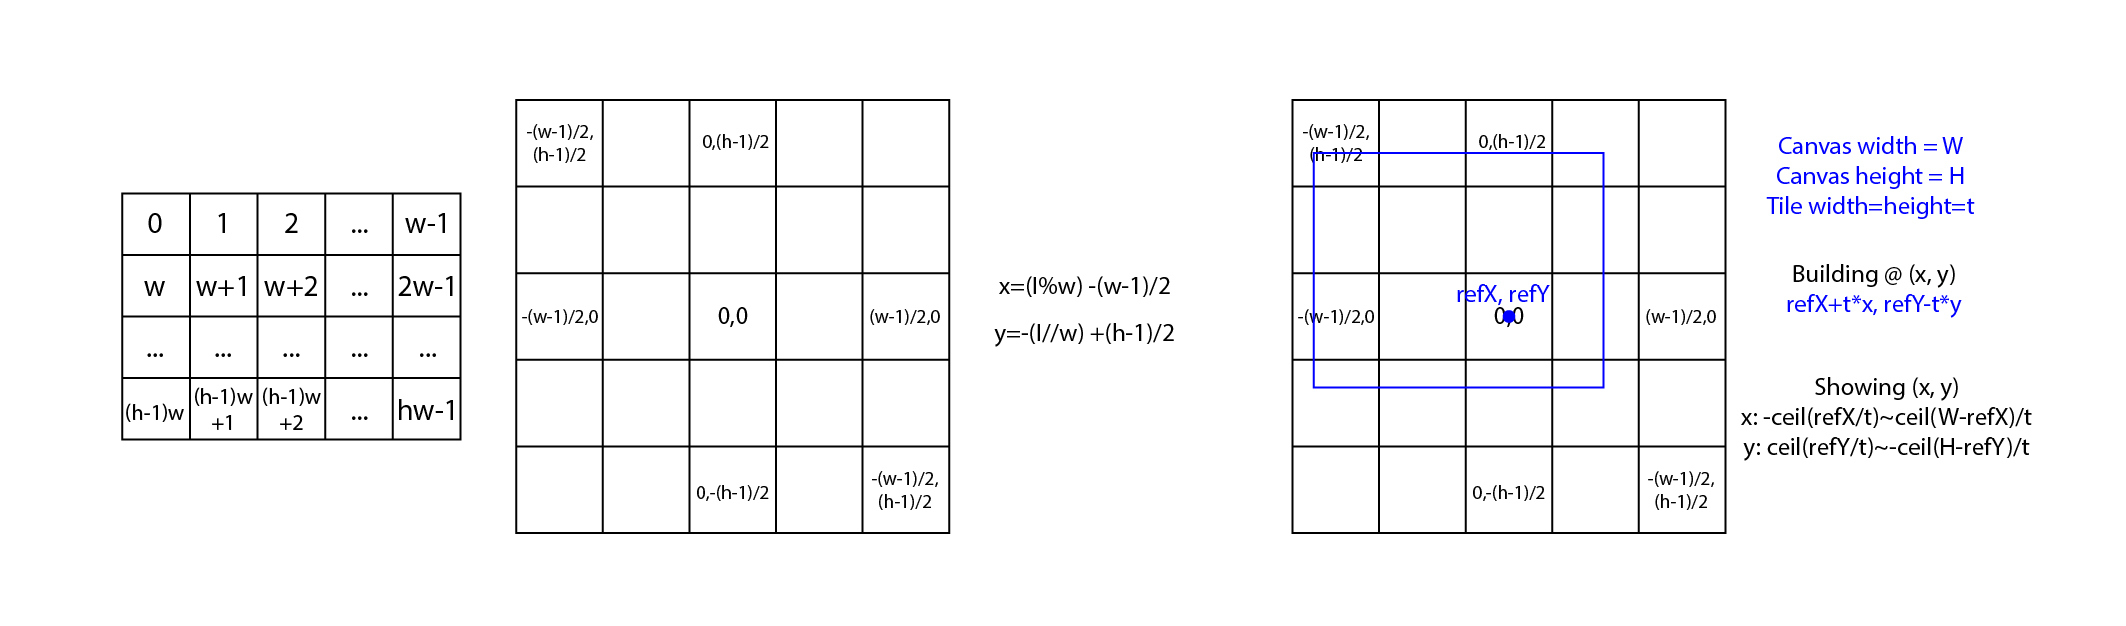 0 1 2 ... w-1
w w+1 w+2 ... 2w-1
... ... ... ... ...
(h-1)w (h-1)w +1 (h-1)w +2 ... hw-1
-(w-1)/2,
(h-1)/2
0,(h-1)/2
-(w-1)/2,0
0,0
(w-1)/2,0
0,-(h-1)/2
-(w-1)/2,
(h-1)/2
x=(I%w) -(w-1)/2
y=-(I//w) +(h-1)/2
-(w-1)/2,
(h-1)/2
0,(h-1)/2
-(w-1)/2,0
refX, refY
0,0
(w-1)/2,0
0,-(h-1)/2
-(w-1)/2,
(h-1)/2
Canvas width = W
Canvas height = H
Tile width=height=t
Building @ (x, y)
refX+t*x, refY-t*y
Showing (x, y)
x: -ceil(refX/t)~ceil(W-refX)/t
y: ceil(refY/t)~-ceil(H-refY)/t